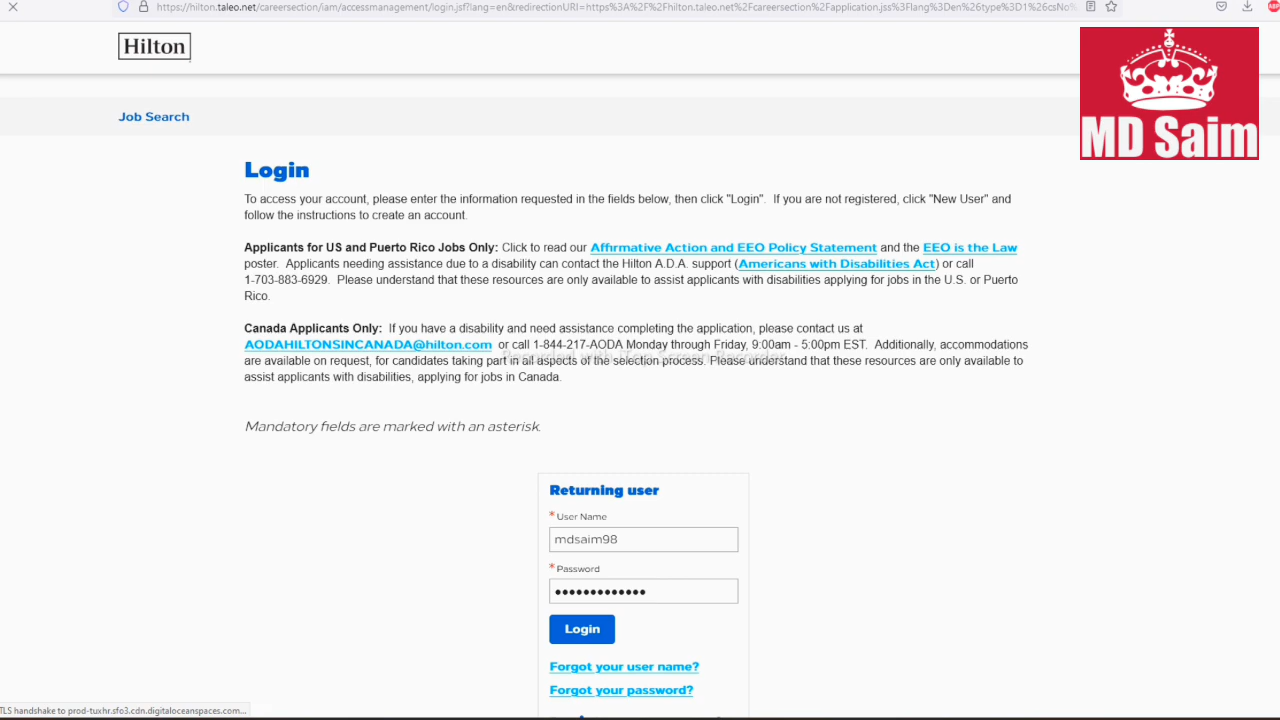 https://hilton.taleo.net/careersection/iam/accessmanagement/login.jsf?lang=en&redirectionURI=https%3A%2F%2Fhilton.taleo.net%2Fcareersection%2Fapplication.jss%3Flang%3Den%26type%3D1%26csNo%
ABP
Hilton
MD Saim
Job Search
Login
To access your account, please enter the information requested in the fields below, then click "Login". If you are not registered, click "New User" and
follow the instructions to create an account.
Applicants for US and Puerto Rico Jobs Only: Click to read our Affirmative Action and EEO Policy Statement and the EEO is the Law
poster. Applicants needing assistance due to a disability can contact the Hilton A.D.A. support (Americans with Disabilities Act) or call
1-703-883-6929. Please understand that these resources are only available to assist applicants with disabilities applying for jobs in the U.S. or Puerto
Rico.
Canada Applicants Only: If you have a disability and need assistance completing the application, please contact us at
AODAHILTONSINCANADA@hilton.com or call 1-844-217-AODA Monday through Friday, 9:00am - 5:00pm EST. Additionally, accommodations
Recorded with iTop Screen Recorder
are available on request, for candidates taking part in all aspects of the selection process. Please understand that these resources are only available to
assist applicants with disabilities, applying for jobs in Canada.
Mandatory fields are marked with an asterisk.
Returning user
* User Name
mdsaim98
* Password
•••••••••••••
Login
Forgot your user name?
Forgot your password?
TLS handshake to prod-tuxhr.sfo3.cdn.digitaloceanspaces.com...